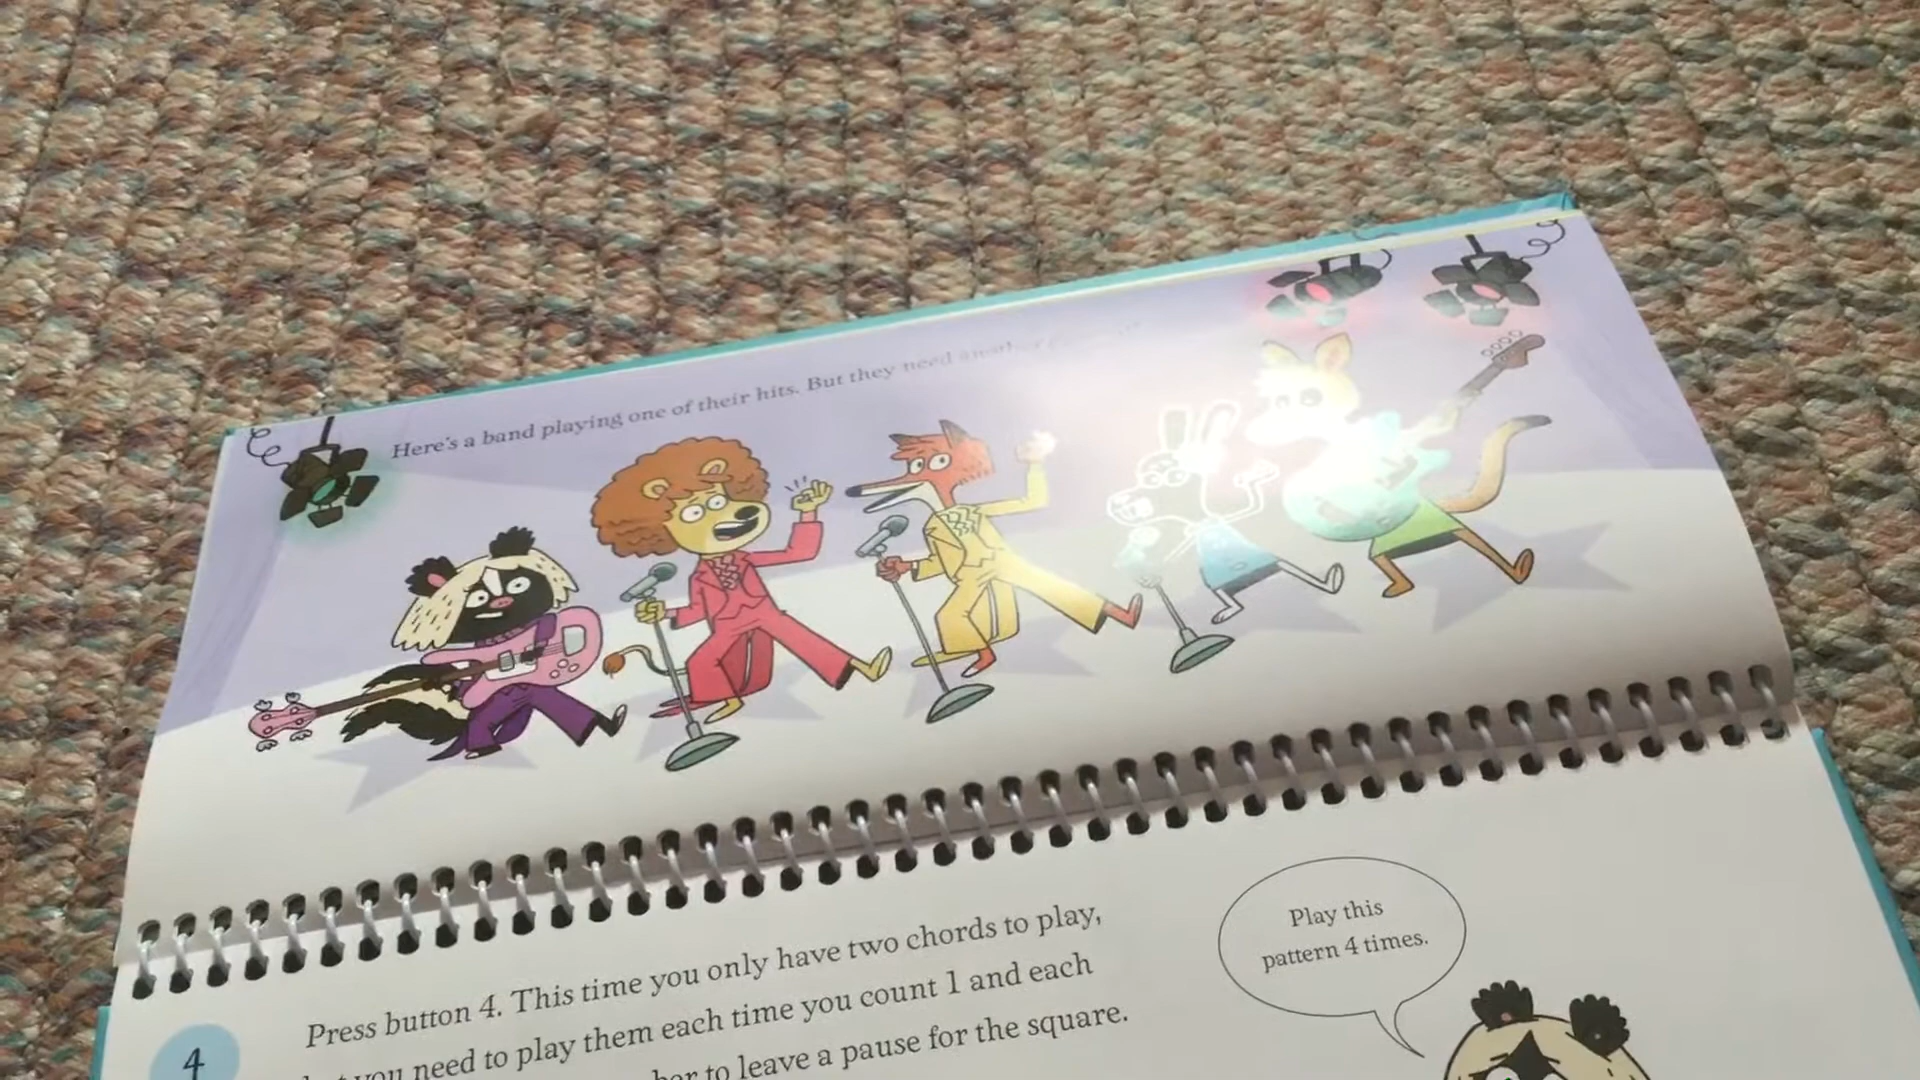 Here's a band playing one of their hits. But they need another
Press button 4. This time you only have two chords to play,
you need to play them each time you count 1 and each
to leave a pause for the square.
4
Play this
pattern 4 times.